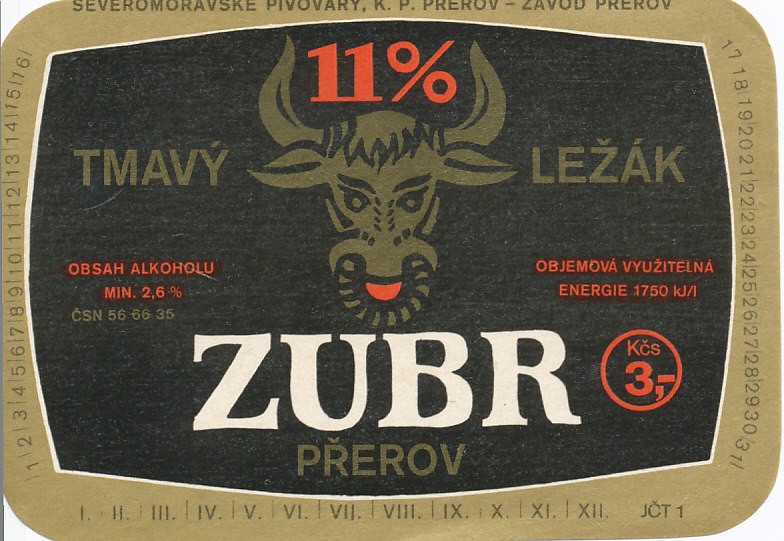 SEVEROMORAVSKÉ PIVOVARY, K. P. PŘEROV – ZÁVOD PŘEROV
11%
TMAVÝ LEŽÁK
OBSAH ALKOHOLU
MIN. 2,6 %
ČSN 56 66 35
OBJEMOVÁ VYUŽITELNÁ
ENERGIE 1750 kJ/l
ZUBR
Kčs
3,-
PŘEROV
1|2|3|4|5|6|7|8|9|10|11|12|13|14|15|16/
17|18|19|20|21|22|23|24|25|26|27|28|29|30|31/
I. | II. | III. | IV. | V. | VI. | VII. | VIII. | IX. | X. | XI. | XII. JČT 1